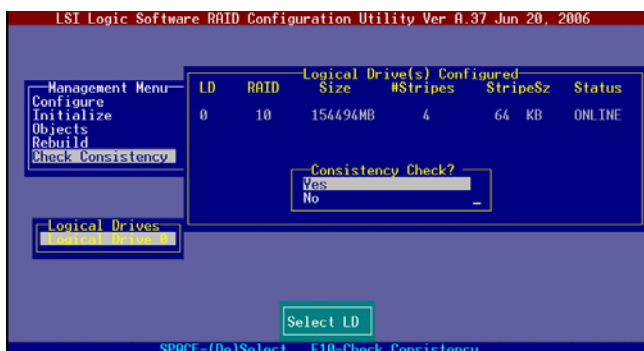 LSI Logic Software RAID Configuration Utility Ver A.37 Jun 20, 2006
Management Menu
Configure
Initialize
Objects
Rebuild
Check Consistency
Logical Drive(s) Configured
LD RAID Size #Stripes StripeSz Status
0 10 154494MB 4 64 KB ONLINE
Consistency Check?
Yes
No
Logical Drives
Logical Drive 0
Select LD
SPACE-(De)Select F10-Check Consistency